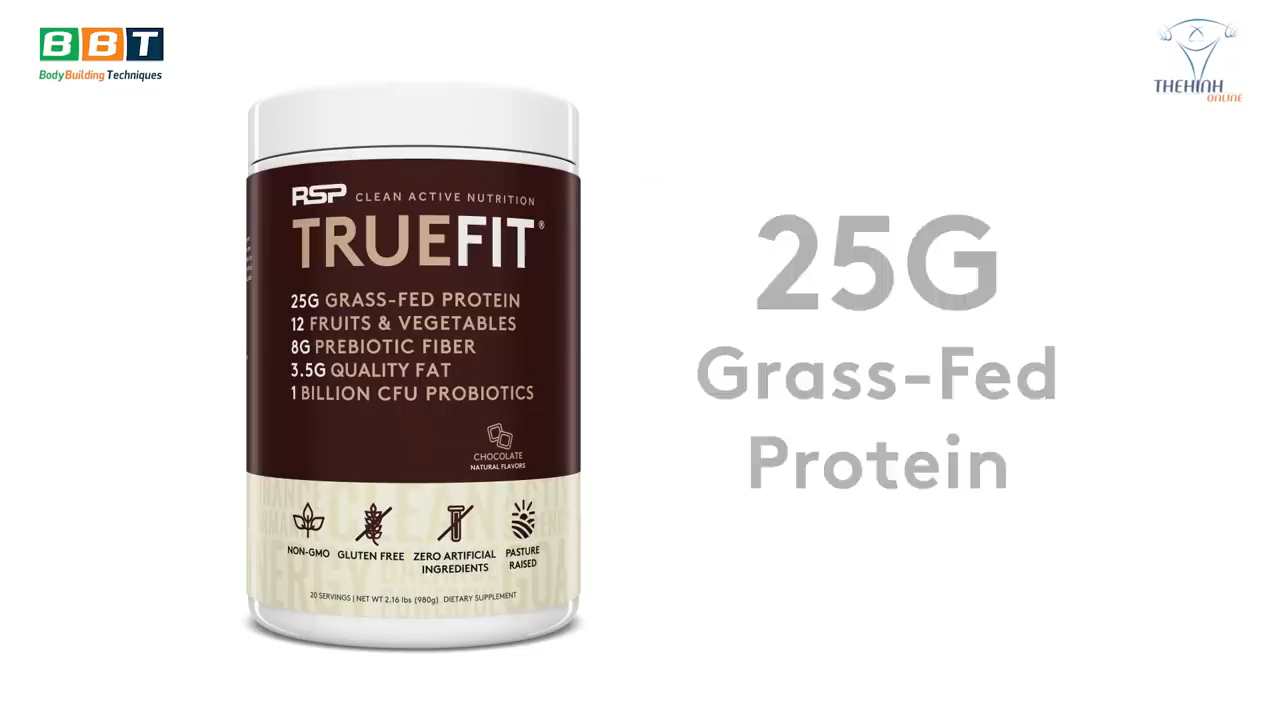 BBT
BodyBuilding Techniques
THEHINH
ONLINE
RSP CLEAN ACTIVE NUTRITION
TRUEFIT®
25G GRASS-FED PROTEIN
12 FRUITS & VEGETABLES
8G PREBIOTIC FIBER
3.5G QUALITY FAT
1 BILLION CFU PROBIOTICS
CHOCOLATE
NATURAL FLAVORS
NON-GMO
GLUTEN FREE
ZERO ARTIFICIAL
INGREDIENTS
PASTURE
RAISED
20 SERVINGS | NET WT 2.16 lbs (980g) DIETARY SUPPLEMENT
25G
Grass-Fed
Protein